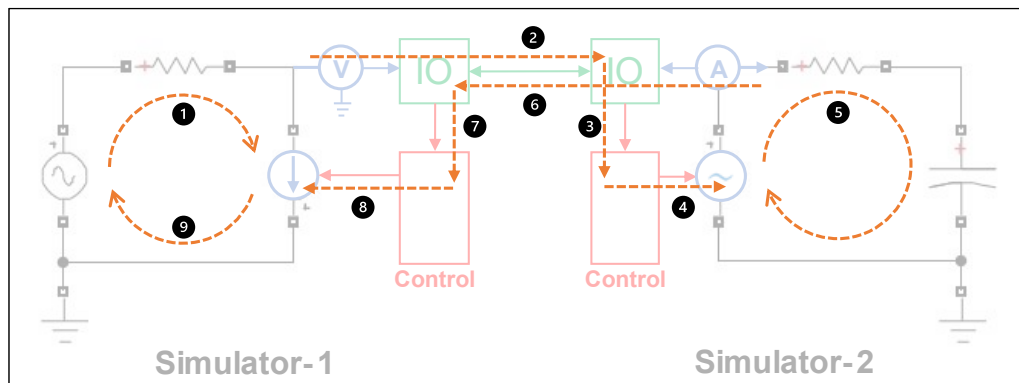 2
V
IO
IO
A
1
6
5
7
3
8
4
9
Control
Control
Simulator-1
Simulator-2